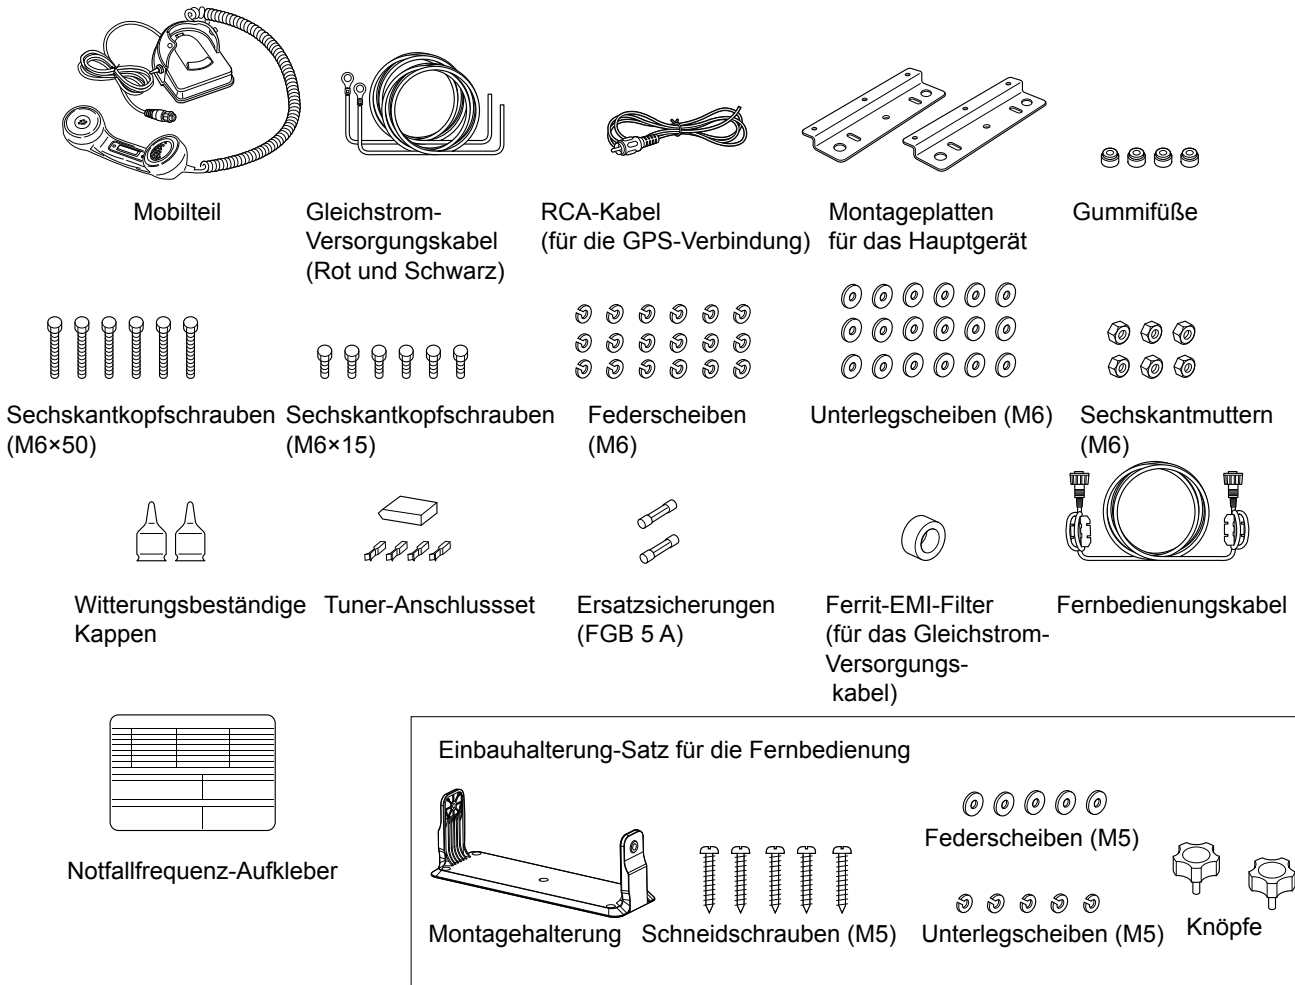 Mobilteil
Gleichstrom-
Versorgungskabel
(Rot und Schwarz)
RCA-Kabel
(für die GPS-Verbindung)
Montageplatten
für das Hauptgerät
Gummifüße
Sechskantkopfschrauben
(M6×50)
Sechskantkopfschrauben
(M6×15)
Federscheiben
(M6)
Unterlegscheiben (M6)
Sechskantmuttern
(M6)
Witterungsbeständige
Kappen
Tuner-Anschlussset
Ersatzsicherungen
(FGB 5 A)
Ferrit-EMI-Filter
(für das Gleichstrom-
Versorgungs-
kabel)
Fernbedienungskabel
Notfallfrequenz-Aufkleber
Einbauhalterung-Satz für die Fernbedienung
Montagehalterung
Schneidschrauben (M5)
Federscheiben (M5)
Unterlegscheiben (M5)
Knöpfe